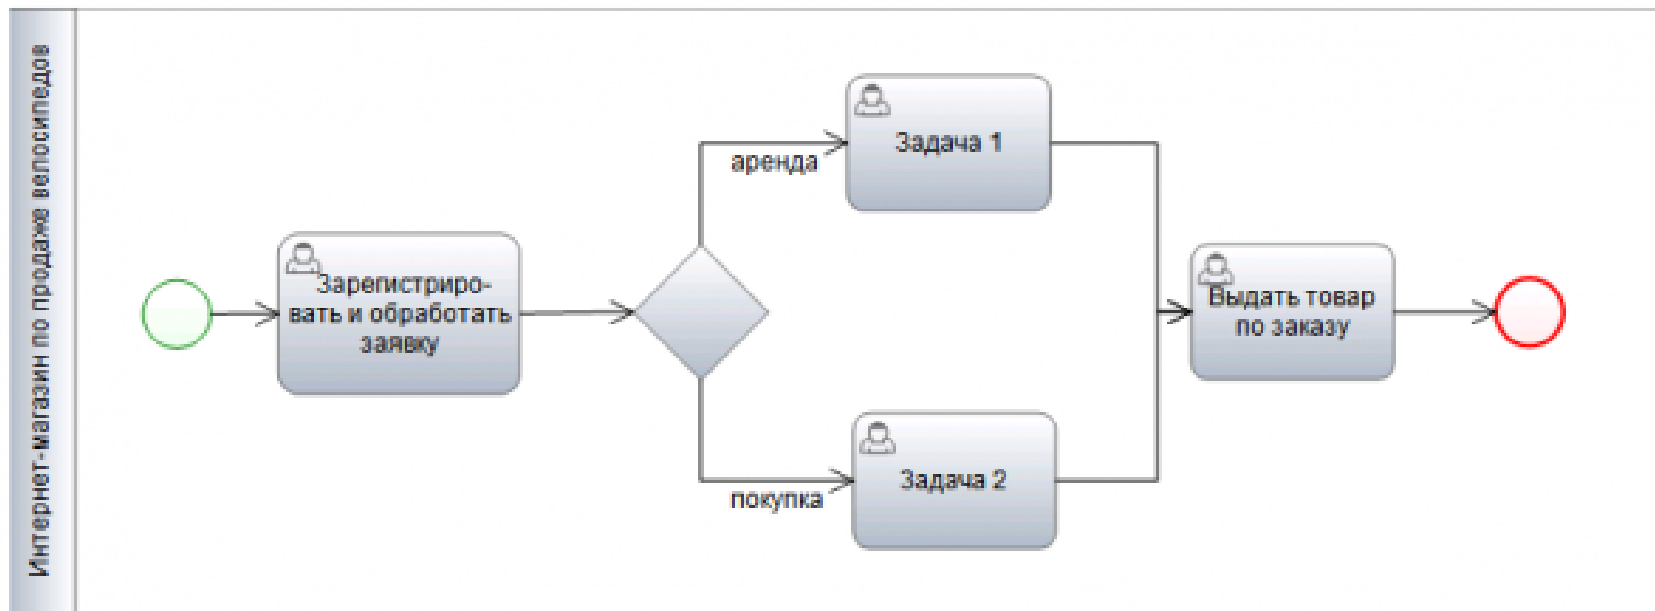 Интернет-магазин по продаже велосипедов
Зарегистриро-
вать и обработать
заявку
аренда
Задача 1
покупка
Задача 2
Выдать товар
по заказу